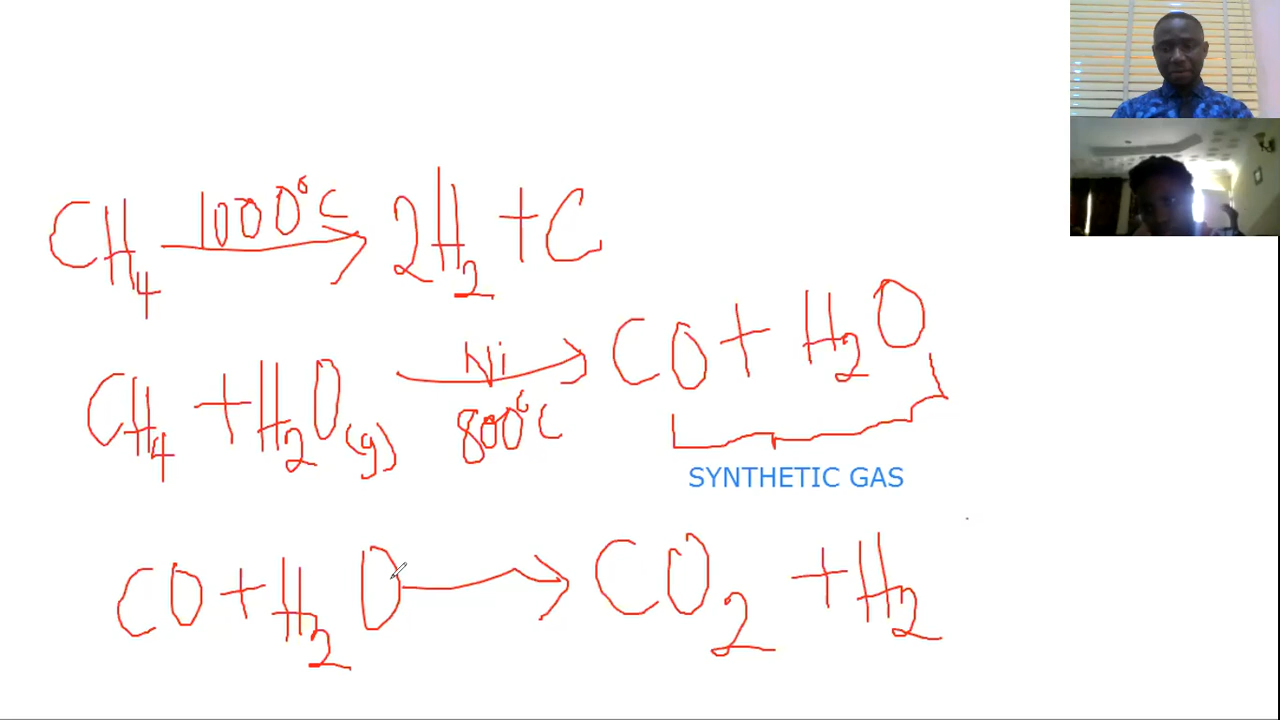 CH4 1000°C → 2H2 + C
CH4 + H2O(g) Ni 800°C → CO + H2O
SYNTHETIC GAS
CO + H2O → CO2 + H2